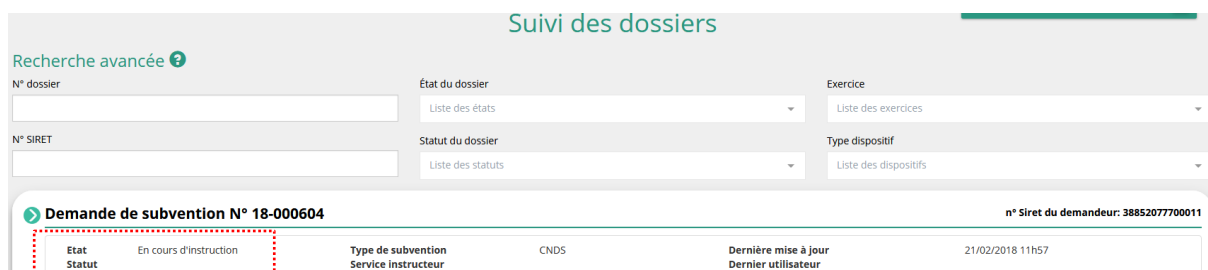 Suivi des dossiers
Recherche avancée ?
N° dossier État du dossier Exercice
Liste des états Liste des exercices
N° SIRET Statut du dossier Type dispositif
Liste des statuts Liste des dispositifs
Demande de subvention N° 18-000604 n° Siret du demandeur: 38852077700011
Etat En cours d'instruction Type de subvention CNDS Dernière mise à jour 21/02/2018 11h57
Statut Service instructeur Dernier utilisateur